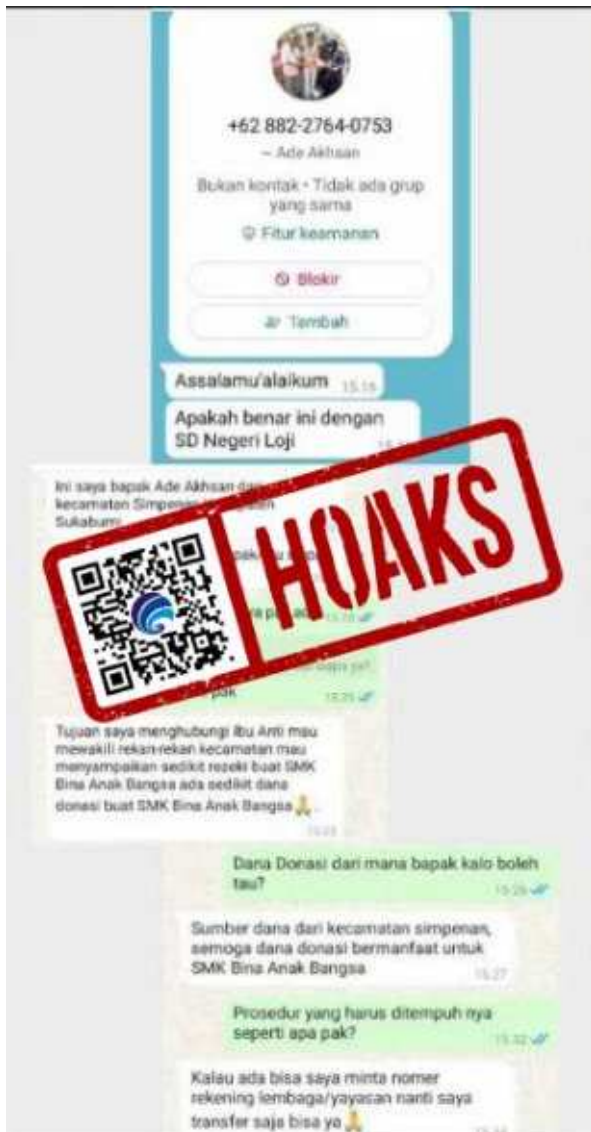 +62 882-2764-0753
~ Ade Akhsan
Bukan kontak • Tidak ada grup
yang sama
Fitur keamanan
Blokir
Tambah
Assalamu'alaikum 15.16
Apakah benar ini dengan
SD Negeri Loji
Ini saya bapak Ade Akhsan dari
kecamatan Simpenan
Sukabumi
HOAKS
pak
15.25
Tujuan saya menghubungi Ibu Anti mau
mewakili rekan-rekan kecamatan mau
menyampaikan sedikit rezeki buat SMK
Bina Anak Bangsa ada sedikit dana
donasi buat SMK Bina Anak Bangsa🙏.
Dana Donasi dari mana bapak kalo boleh
tau?
15.26
Sumber dana dari kecamatan simpenan,
semoga dana donasi bermanfaat untuk
SMK Bina Anak Bangsa
15.27
Prosedur yang harus ditempuh nya
seperti apa pak?
15.32
Kalau ada bisa saya minta nomer
rekening lembaga/yayasan nanti saya
transfer saja bisa ya🙏